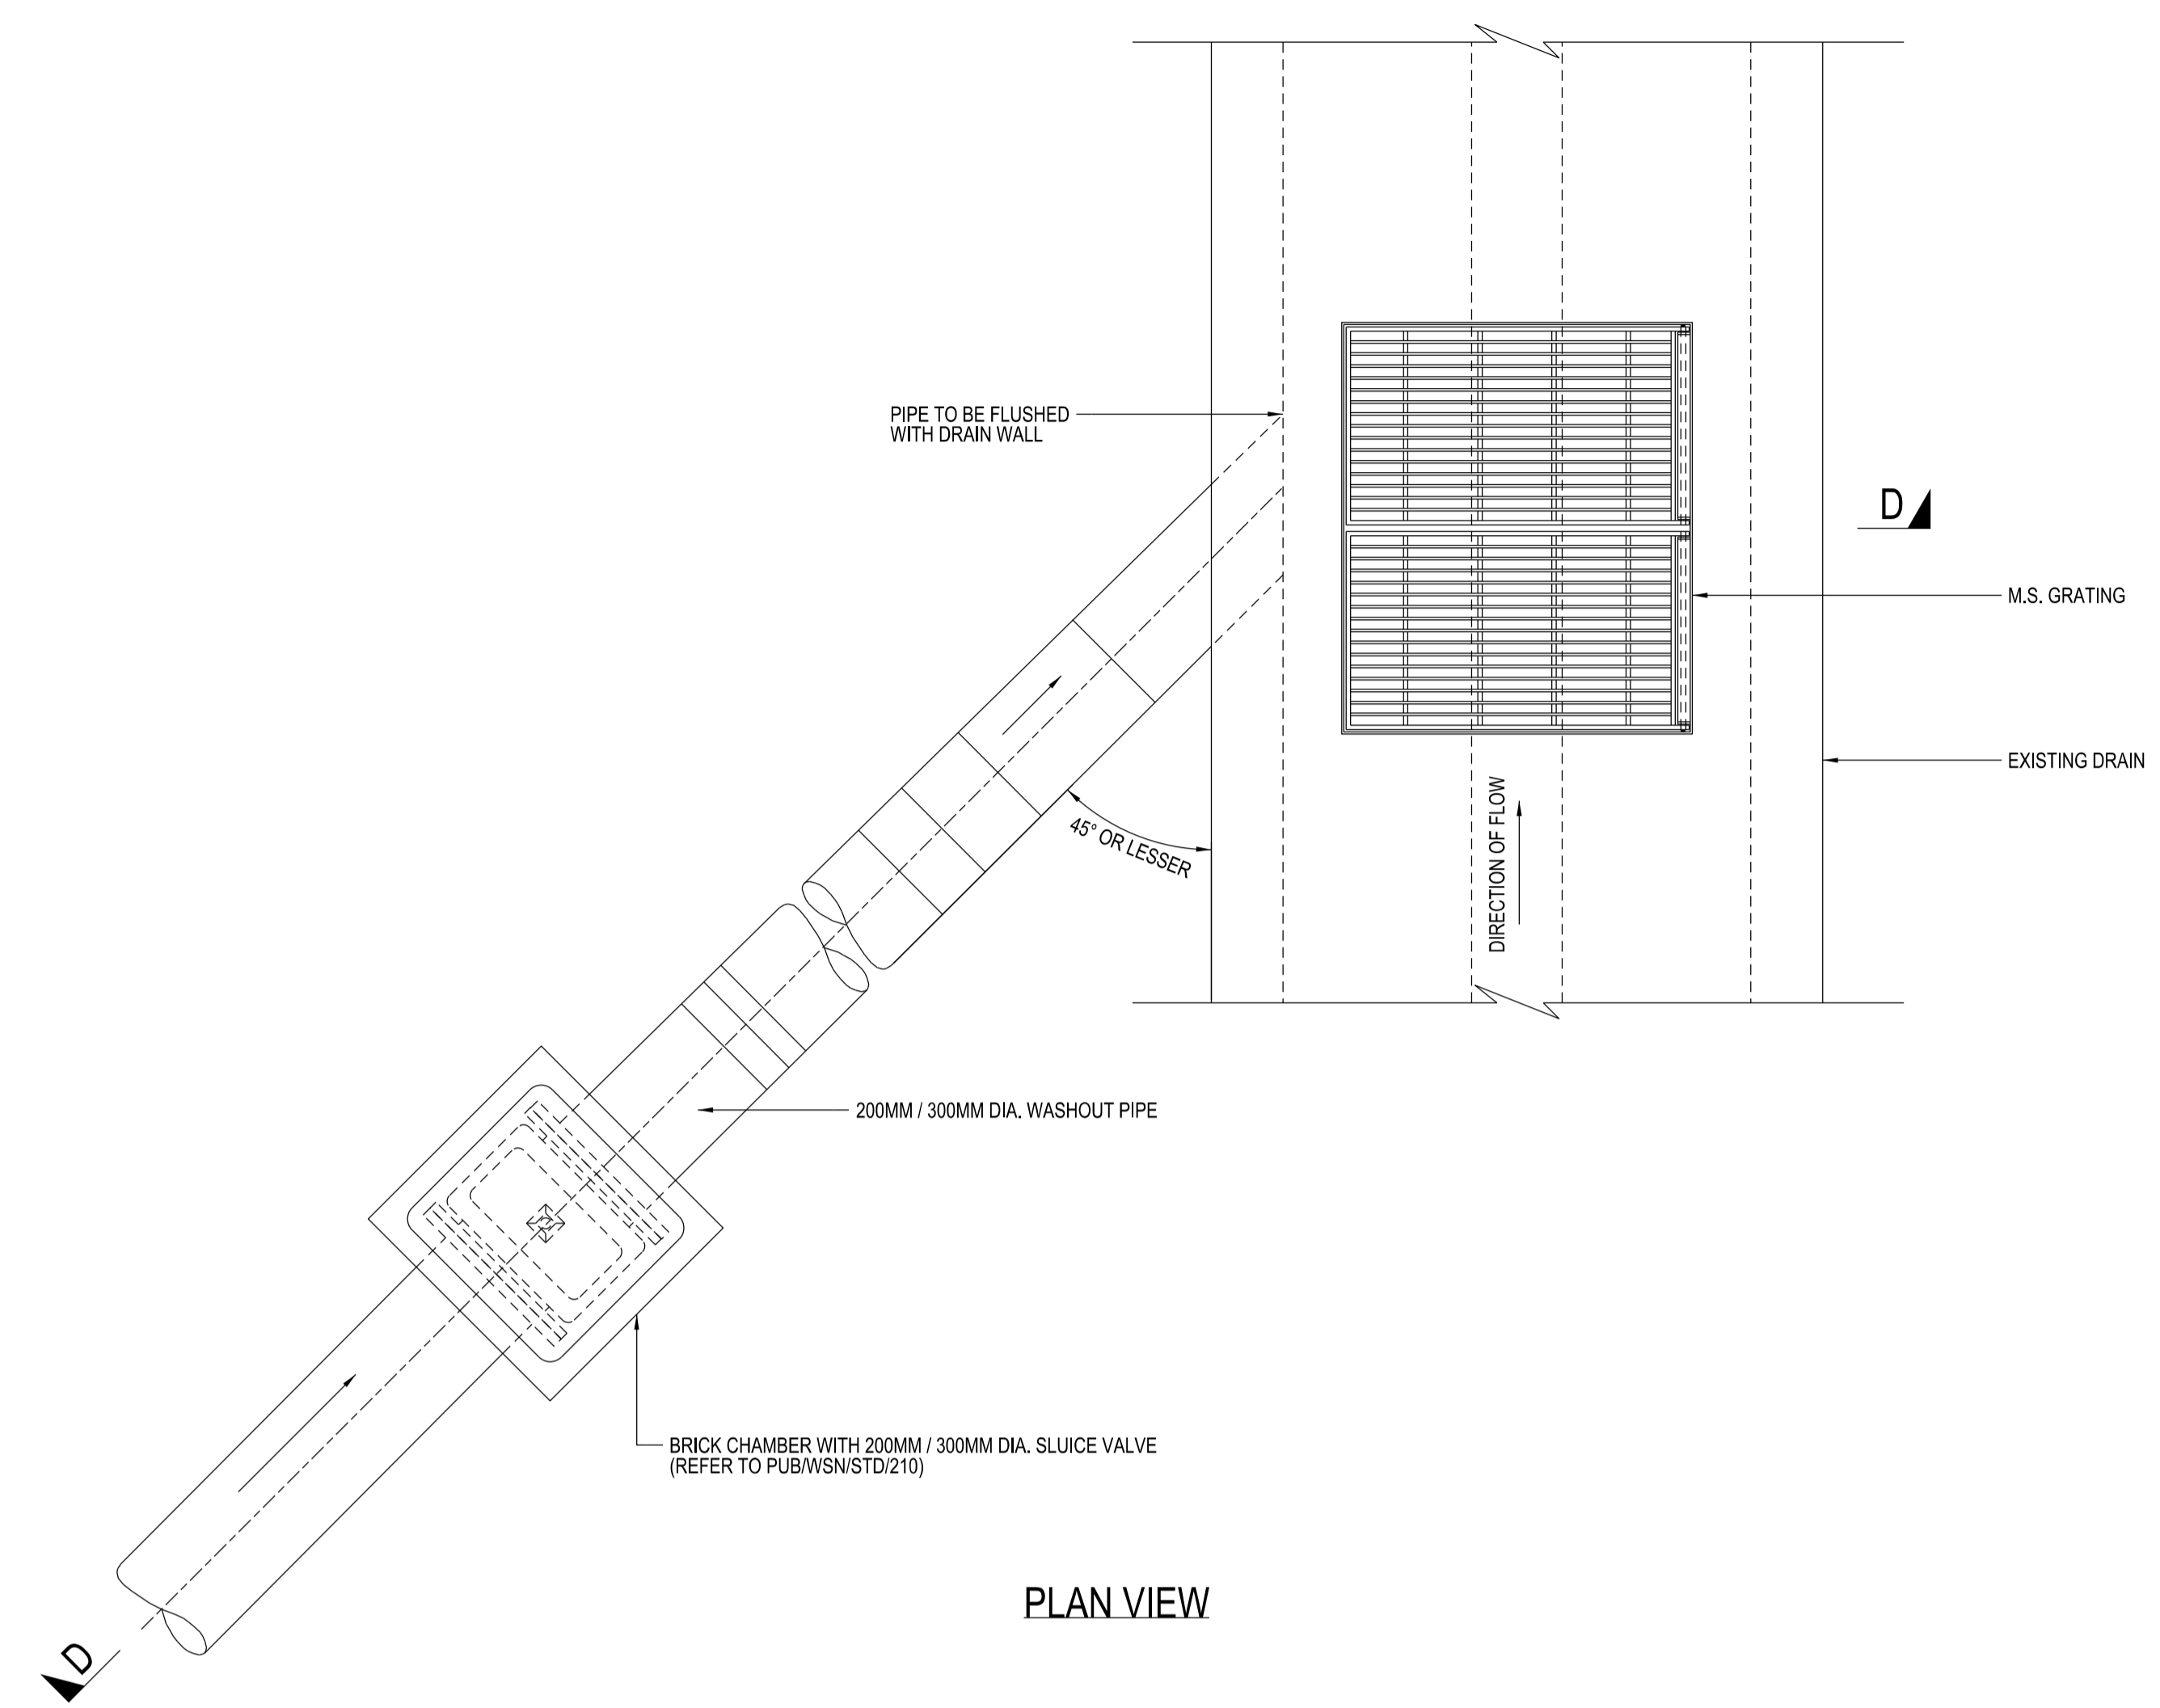 PIPE TO BE FLUSHED
WITH DRAIN WALL
D
M.S. GRATING
EXISTING DRAIN
45° OR LESSER
DIRECTION OF FLOW
200MM / 300MM DIA. WASHOUT PIPE
BRICK CHAMBER WITH 200MM / 300MM DIA. SLUICE VALVE
(REFER TO PUB/WSN/STD/210)
PLAN VIEW
D